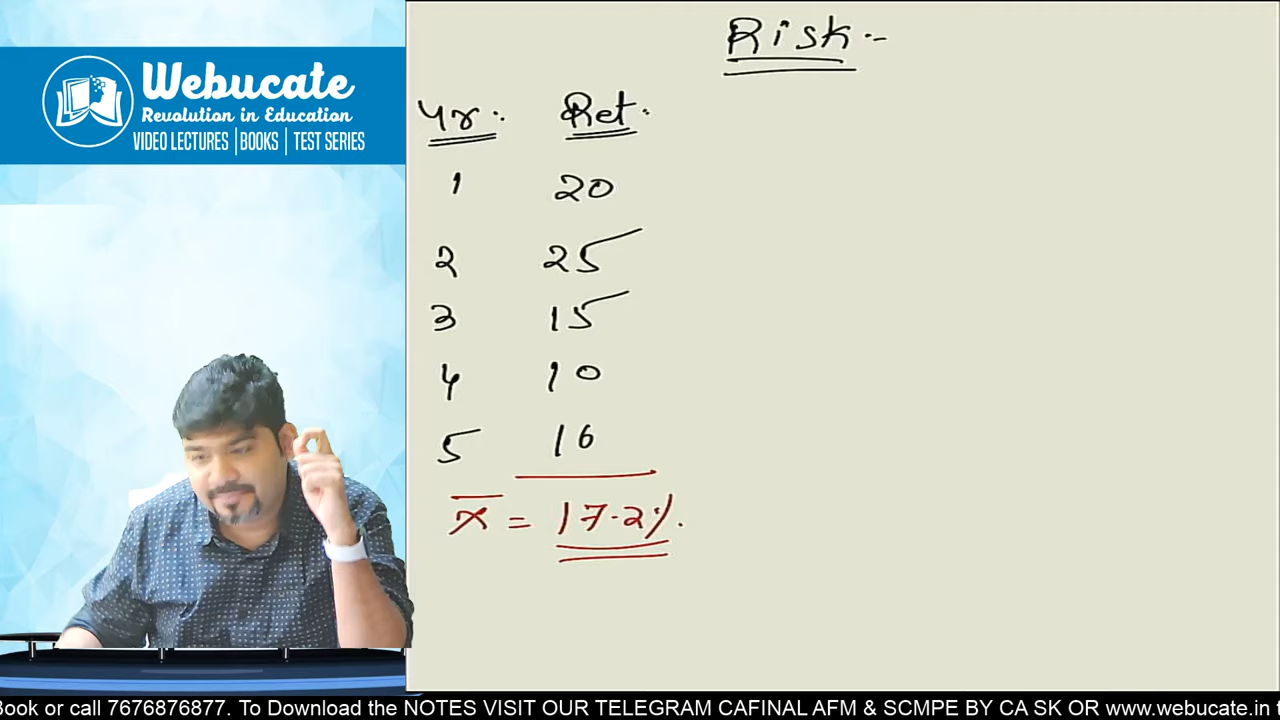 Webucate
Revolution in Education
VIDEO LECTURES | BOOKS | TEST SERIES
Risk:-
Yr: Ret:
1 20
2 25
3 15
4 10
5 16
x̄ = 17.2%.
Book or call 7676876877. To Download the NOTES VISIT OUR TELEGRAM CAFINAL AFM & SCMPE BY CA SK OR www.webucate.in